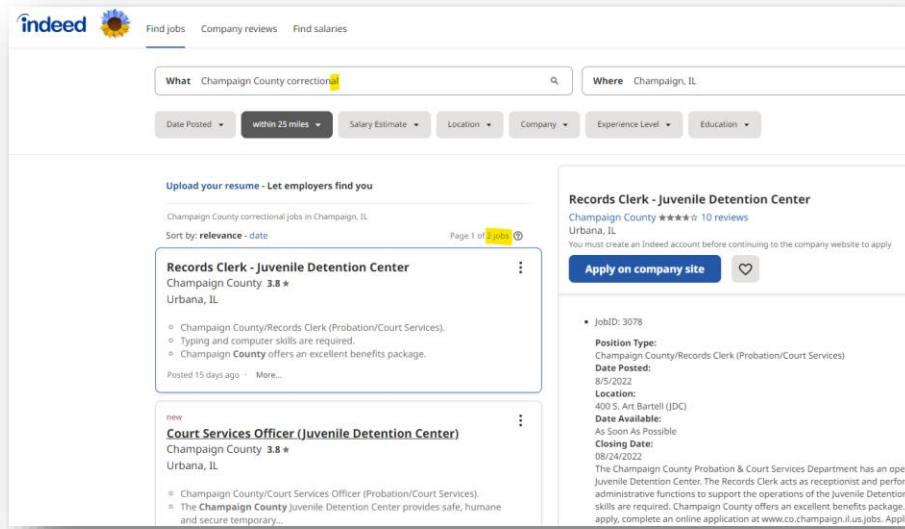 indeed
Find jobs Company reviews Find salaries
What Champaign County correctional
Where Champaign, IL
Date Posted within 25 miles Salary Estimate Location Company Experience Level Education
Upload your resume - Let employers find you
Champaign County correctional jobs in Champaign, IL
Sort by: relevance - date
Page 1 of 2 jobs
Records Clerk - Juvenile Detention Center
Champaign County 3.8 ★
Urbana, IL
Champaign County/Records Clerk (Probation/Court Services).
Typing and computer skills are required.
Champaign County offers an excellent benefits package.
Posted 15 days ago · More...
new
Court Services Officer (Juvenile Detention Center)
Champaign County 3.8 ★
Urbana, IL
Champaign County/Court Services Officer (Probation/Court Services).
The Champaign County Juvenile Detention Center provides safe, humane
and secure temporary...
Records Clerk - Juvenile Detention Center
Champaign County ★★★★☆ 10 reviews
Urbana, IL
You must create an Indeed account before continuing to the company website to apply
Apply on company site
JobID: 3078
Position Type:
Champaign County/Records Clerk (Probation/Court Services)
Date Posted:
8/5/2022
Location:
400 S. Art Bartell (JDC)
Date Available:
As Soon As Possible
Closing Date:
08/24/2022
The Champaign County Probation & Court Services Department has an ope
Juvenile Detention Center. The Records Clerk acts as receptionist and perfor
administrative functions to support the operations of the Juvenile Detention
skills are required. Champaign County offers an excellent benefits package.
apply, complete an online application at www.co.champaign.il.us.jobs. Appl